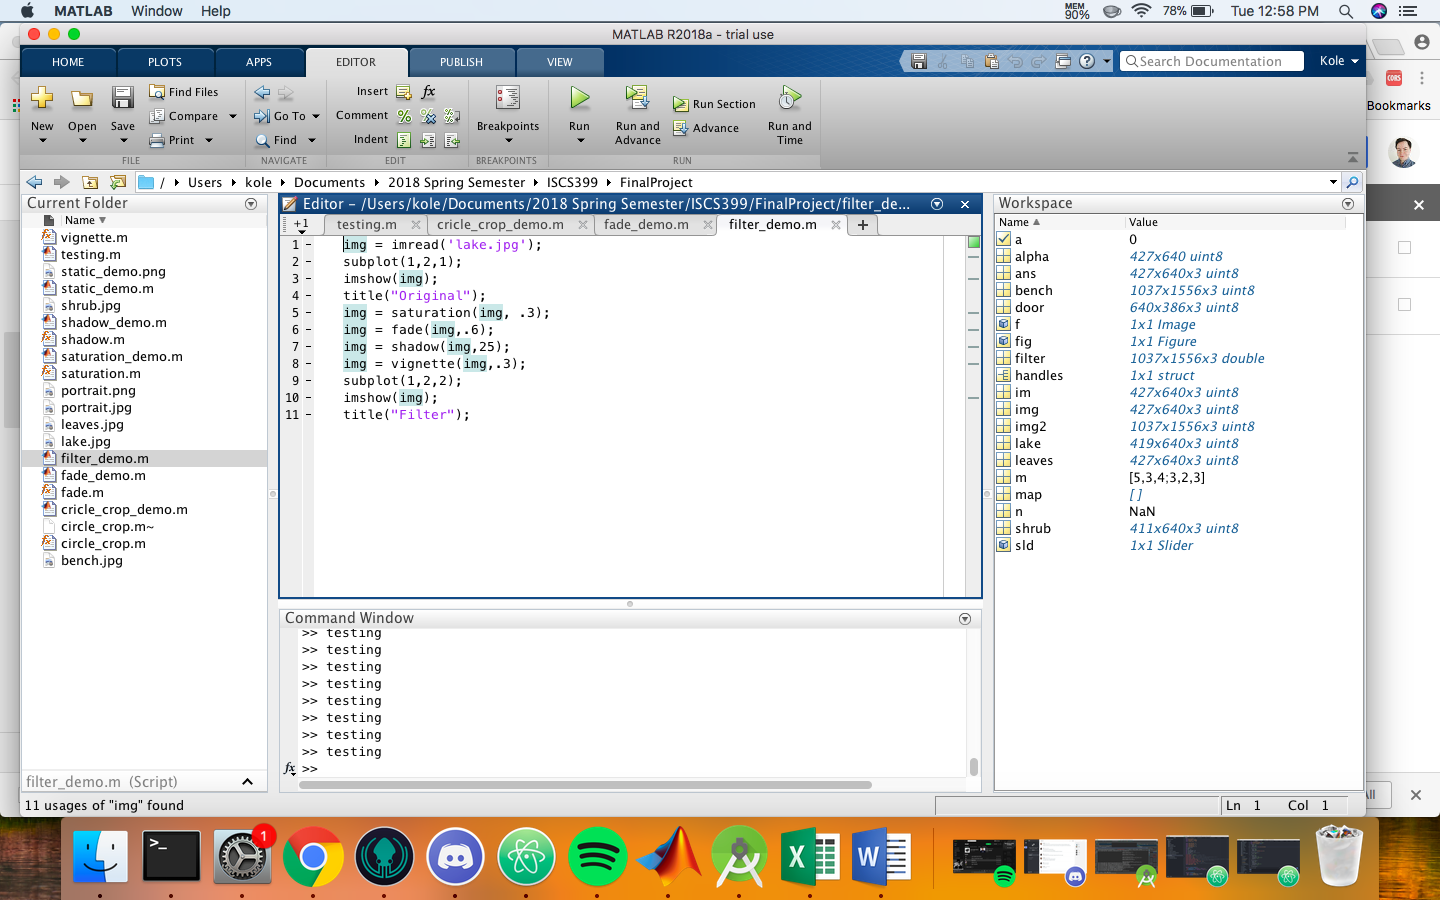 MATLAB Window Help MEM 90% 78% Tue 12:58 PM
MATLAB R2018a - trial use
HOME PLOTS APPS EDITOR PUBLISH VIEW Search Documentation Kole
New Open Save Find Files Compare Print Go To Find Insert Comment Indent Breakpoints Run Run and Advance Run Section Advance Run and Time
FILE NAVIGATE EDIT BREAKPOINTS RUN
/ Users kole Documents 2018 Spring Semester ISCS399 FinalProject
Bookmarks
Current Folder
Name
vignette.m
testing.m
static_demo.png
static_demo.m
shrub.jpg
shadow_demo.m
shadow.m
saturation_demo.m
saturation.m
portrait.png
portrait.jpg
leaves.jpg
lake.jpg
filter_demo.m
fade_demo.m
fade.m
cricle_crop_demo.m
circle_crop.m~
circle_crop.m
bench.jpg
filter_demo.m (Script)
Editor - /Users/kole/Documents/2018 Spring Semester/ISCS399/FinalProject/filter_de...
+1 testing.m cricle_crop_demo.m fade_demo.m filter_demo.m
1 - img = imread('lake.jpg');
2 - subplot(1,2,1);
3 - imshow(img);
4 - title("Original");
5 - img = saturation(img, .3);
6 - img = fade(img,.6);
7 - img = shadow(img,25);
8 - img = vignette(img,.3);
9 - subplot(1,2,2);
10 - imshow(img);
11 - title("Filter");
Command Window
>> testing
>> testing
>> testing
>> testing
>> testing
>> testing
>> testing
>> testing
fx >>
Workspace
Name Value
a 0
alpha 427x640 uint8
ans 427x640x3 uint8
bench 1037x1556x3 uint8
door 640x386x3 uint8
f 1x1 Image
fig 1x1 Figure
filter 1037x1556x3 double
handles 1x1 struct
im 427x640x3 uint8
img 427x640x3 uint8
img2 1037x1556x3 uint8
lake 419x640x3 uint8
leaves 427x640x3 uint8
m [5,3,4;3,2,3]
map []
n NaN
shrub 411x640x3 uint8
sld 1x1 Slider
11 usages of "img" found
Ln 1 Col 1
1